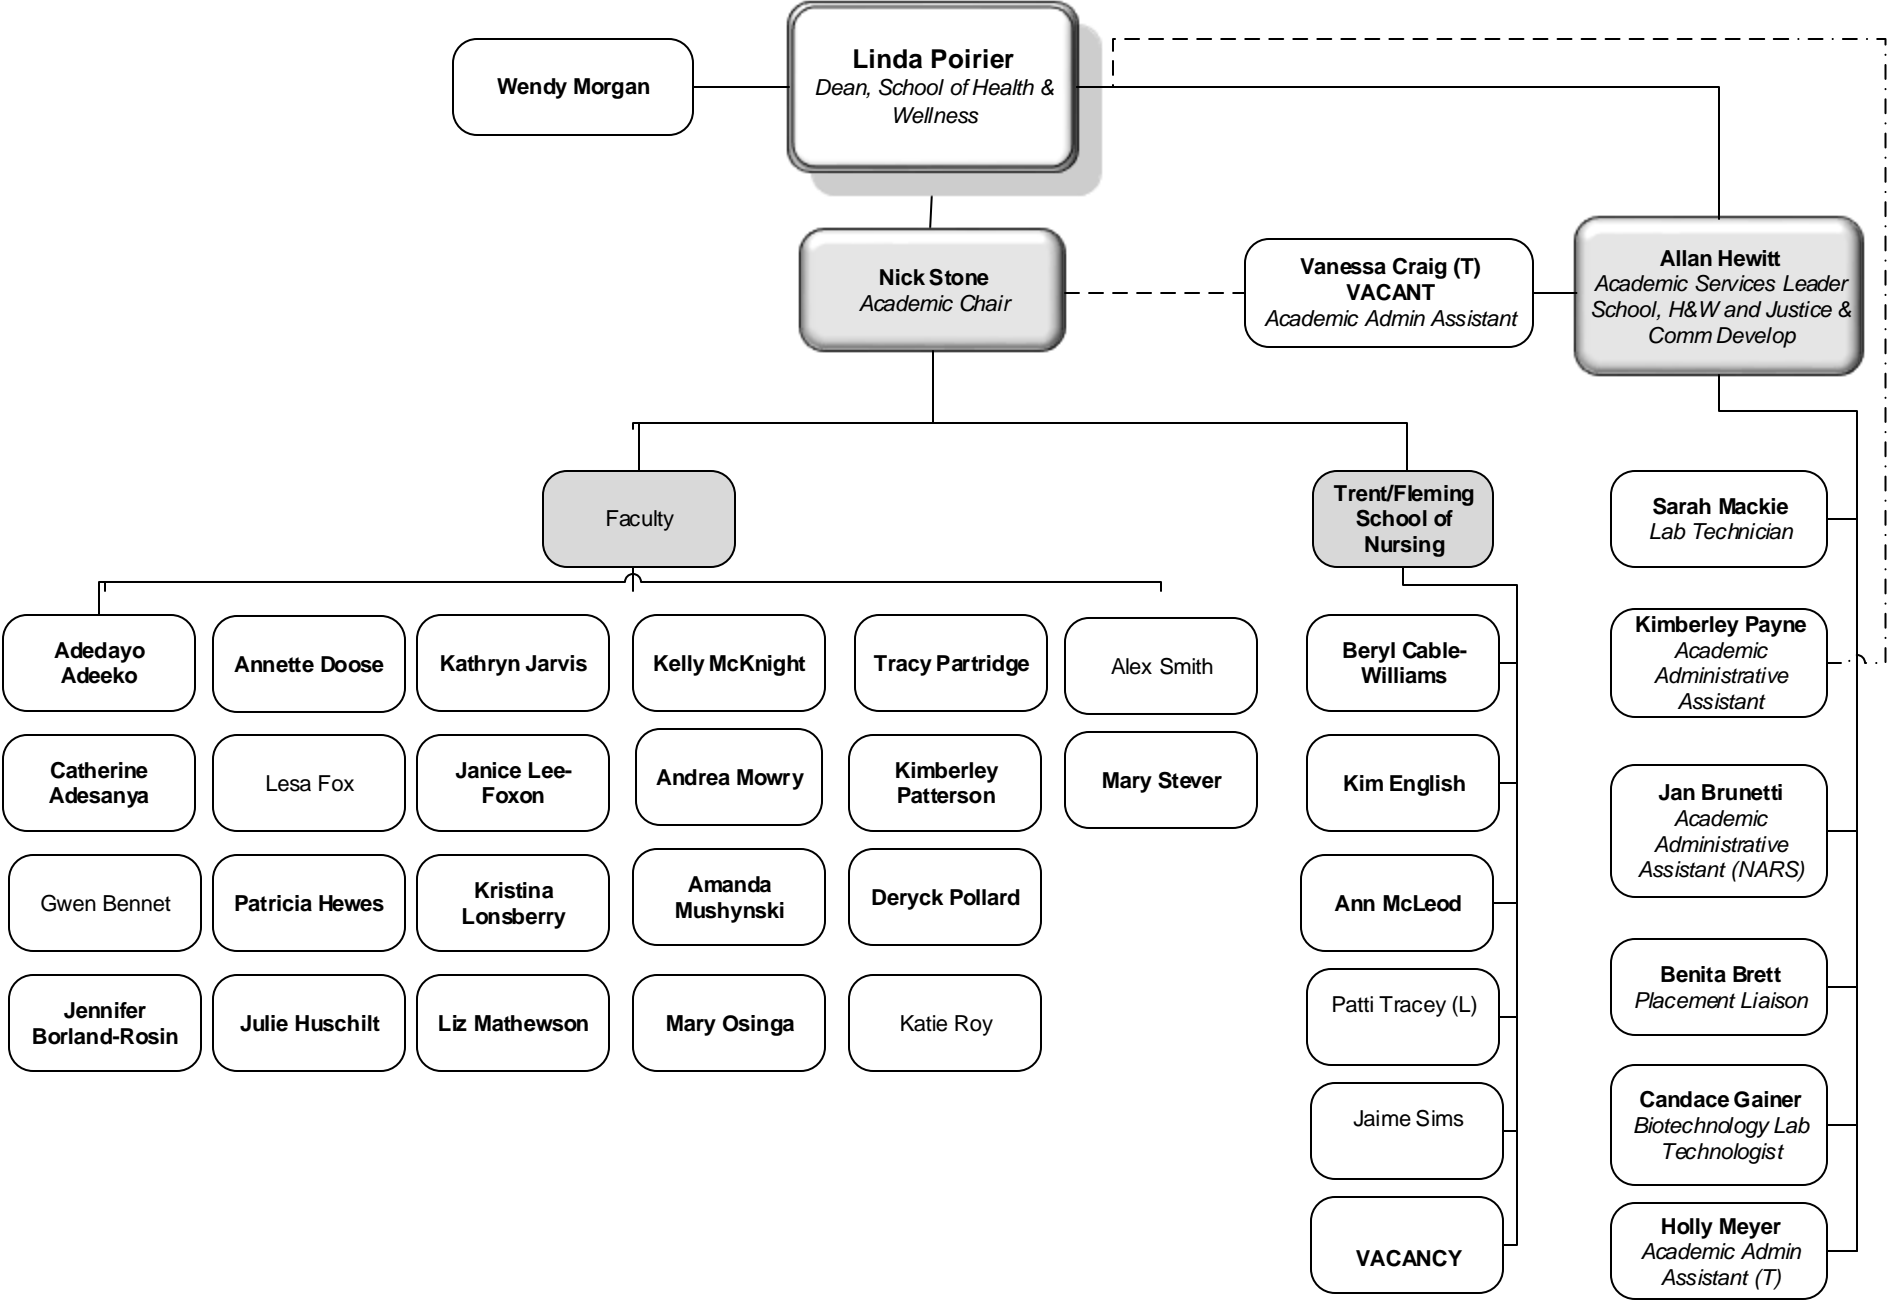 Linda Poirier
Dean, School of Health &
Wellness
Wendy Morgan
Nick Stone
Academic Chair
Vanessa Craig (T)
VACANT
Academic Admin Assistant
Allan Hewitt
Academic Services Leader
School, H&W and Justice &
Comm Develop
Faculty
Trent/Fleming
School of
Nursing
Adedayo
Adeeko
Annette Doose
Kathryn Jarvis
Kelly McKnight
Tracy Partridge
Alex Smith
Catherine
Adesanya
Lesa Fox
Janice Lee-
Foxon
Andrea Mowry
Kimberley
Patterson
Mary Stever
Gwen Bennet
Patricia Hewes
Kristina
Lonsberry
Amanda
Mushynski
Deryck Pollard
Jennifer
Borland-Rosin
Julie Huschilt
Liz Mathewson
Mary Osinga
Katie Roy
Beryl Cable-
Williams
Kim English
Ann McLeod
Patti Tracey (L)
Jaime Sims
VACANCY
Sarah Mackie
Lab Technician
Kimberley Payne
Academic
Administrative
Assistant
Jan Brunetti
Academic
Administrative
Assistant (NARS)
Benita Brett
Placement Liaison
Candace Gainer
Biotechnology Lab
Technologist
Holly Meyer
Academic Admin
Assistant (T)